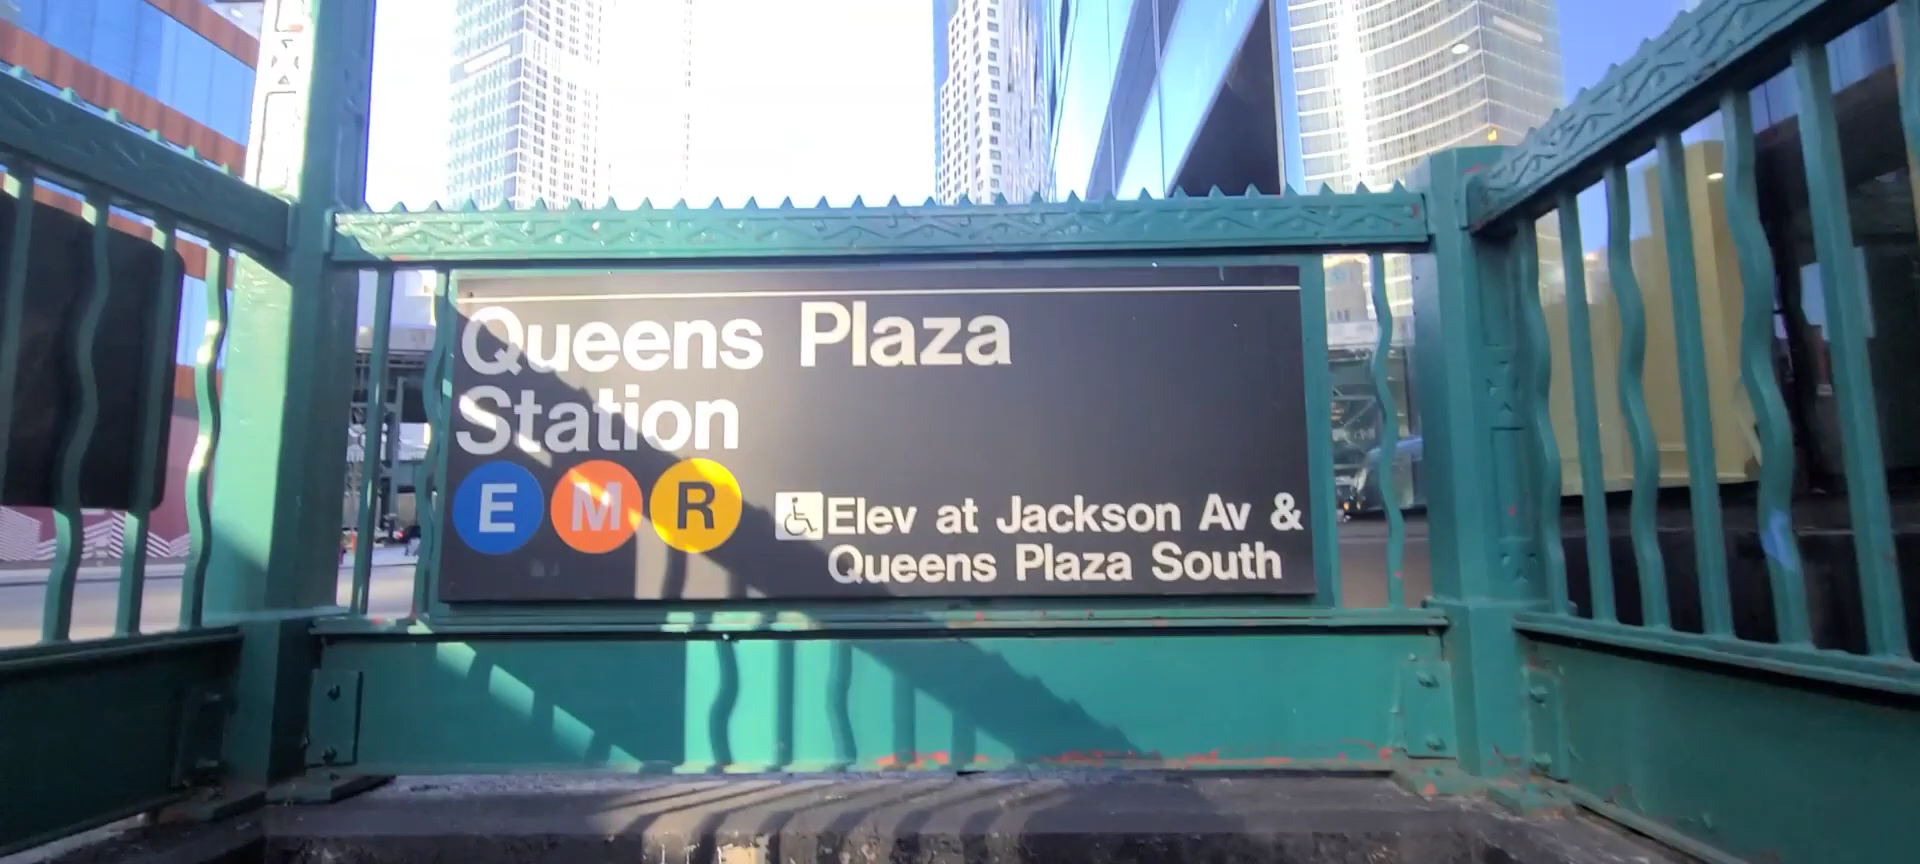 Queens Plaza
Station
E M R
Elev at Jackson Av &
Queens Plaza South